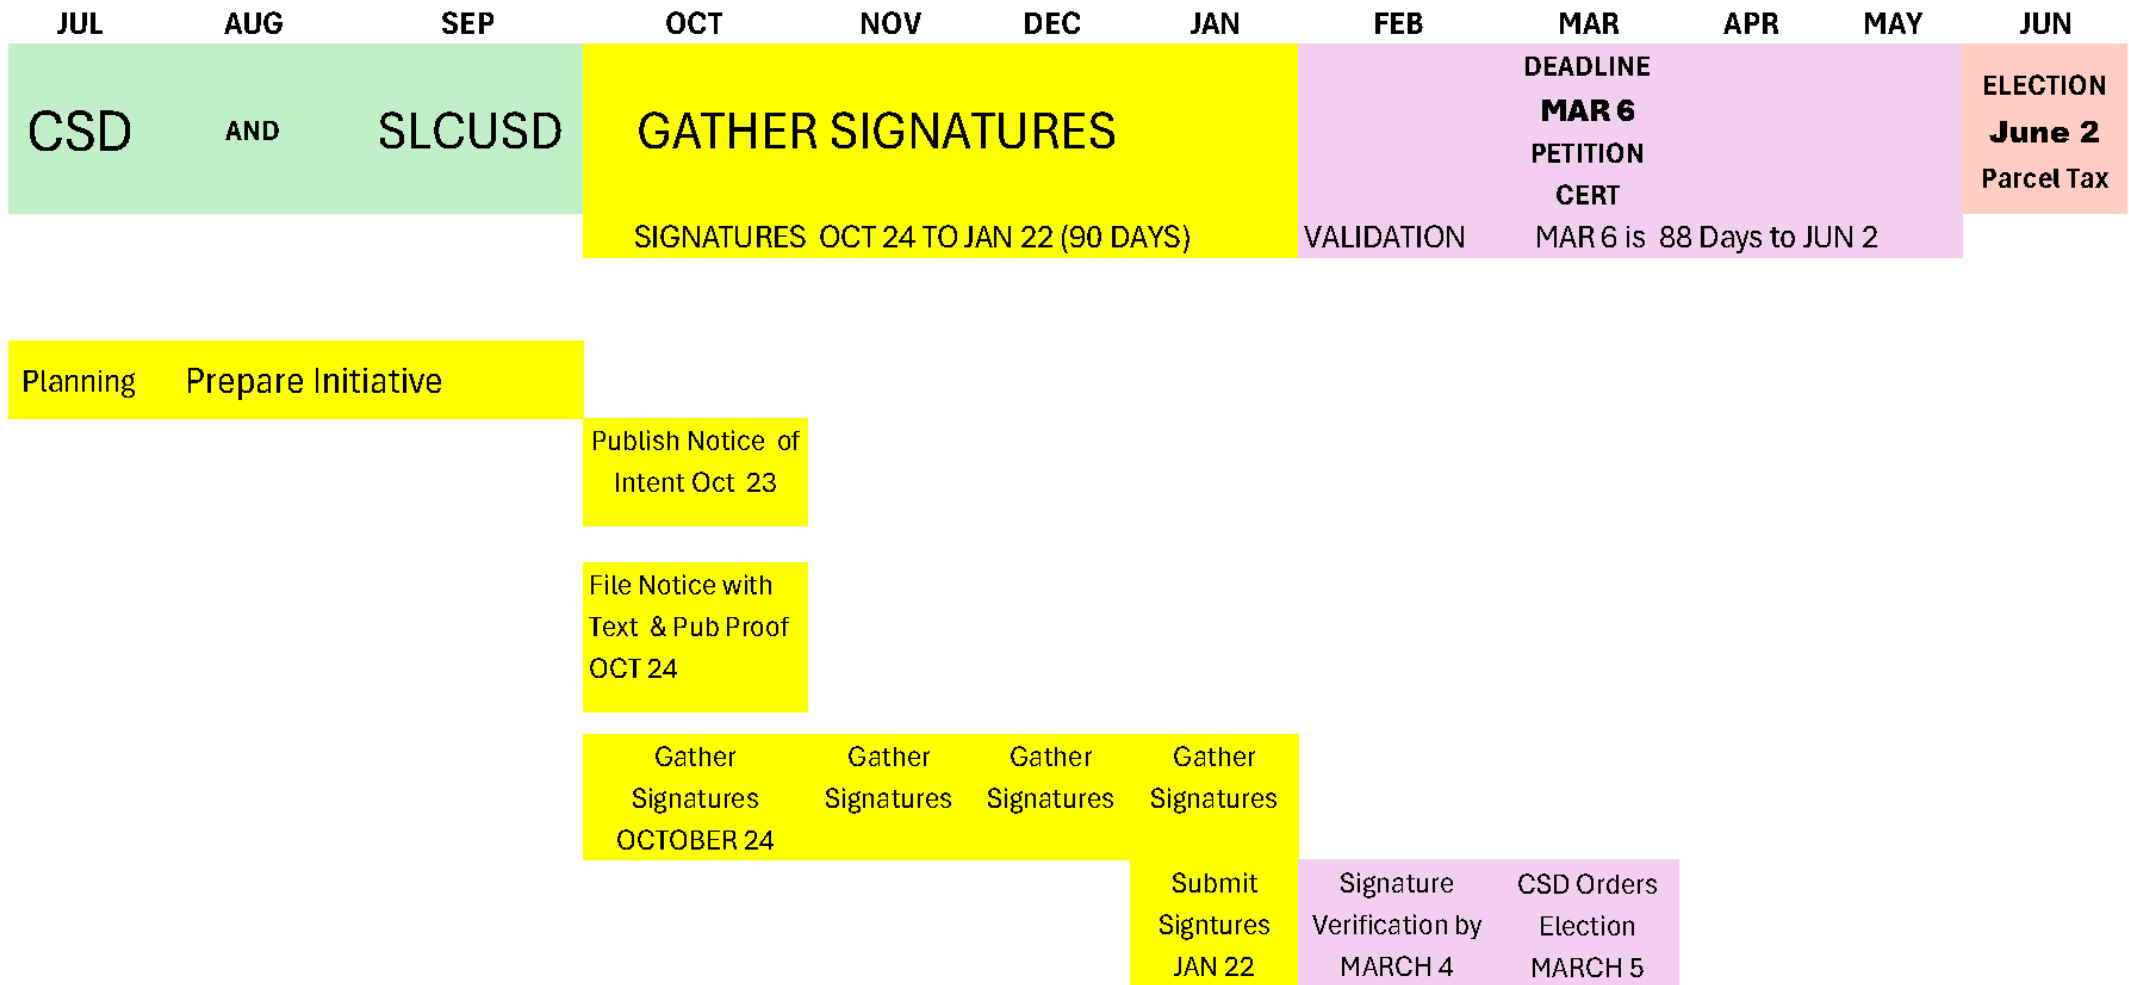 JUL AUG SEP OCT NOV DEC JAN FEB MAR APR MAY JUN
CSD AND SLCUSD GATHER SIGNATURES
DEADLINE
MAR 6
PETITION
CERT
ELECTION
June 2
Parcel Tax
SIGNATURES OCT 24 TO JAN 22 (90 DAYS) VALIDATION MAR 6 is 88 Days to JUN 2
Planning Prepare Initiative
Publish Notice of
Intent Oct 23
File Notice with
Text & Pub Proof
OCT 24
Gather
Signatures
OCTOBER 24
Gather
Signatures
Gather
Signatures
Gather
Signatures
Submit
Signtures
JAN 22
Signature
Verification by
MARCH 4
CSD Orders
Election
MARCH 5